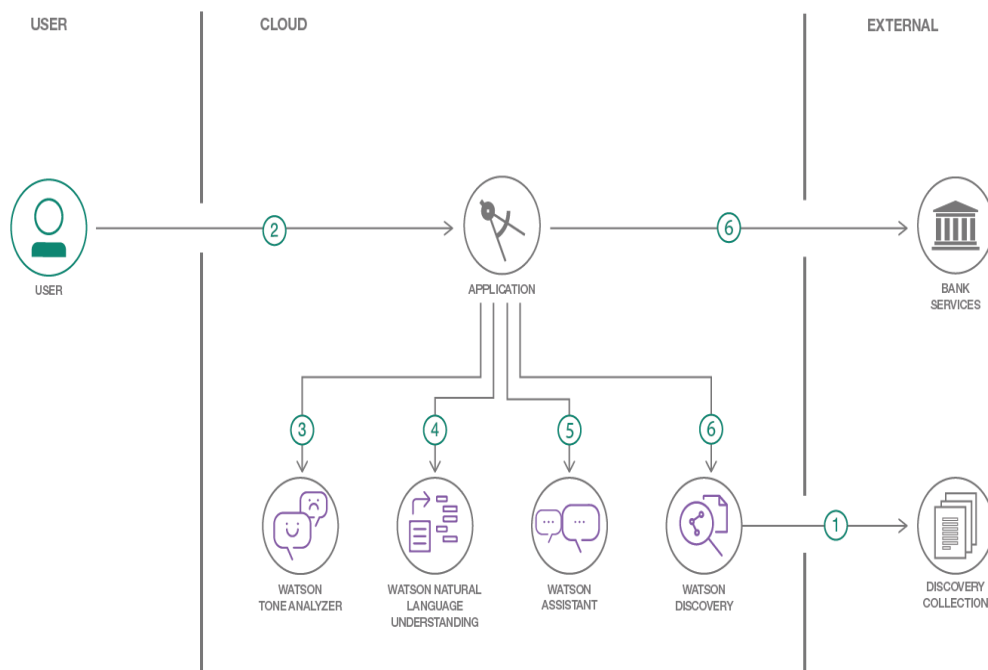 USER
CLOUD
EXTERNAL
2
6
USER
APPLICATION
BANK
SERVICES
3
4
5
6
1
WATSON
TONE ANALYZER
WATSON NATURAL
LANGUAGE
UNDERSTANDING
WATSON
ASSISTANT
WATSON
DISCOVERY
DISCOVERY
COLLECTION